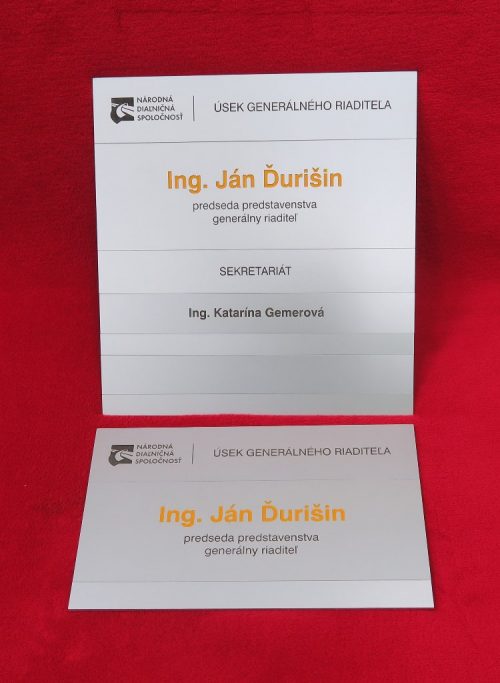 NÁRODNÁ
DIAĽNIČNÁ
SPOLOČNOSŤ
ÚSEK GENERÁLNEHO RIADITEĽA
Ing. Ján Ďurišin
predseda predstavenstva
generálny riaditeľ
SEKRETARIÁT
Ing. Katarína Gemerová
NÁRODNÁ
DIAĽNIČNÁ
SPOLOČNOSŤ
ÚSEK GENERÁLNEHO RIADITEĽA
Ing. Ján Ďurišin
predseda predstavenstva
generálny riaditeľ